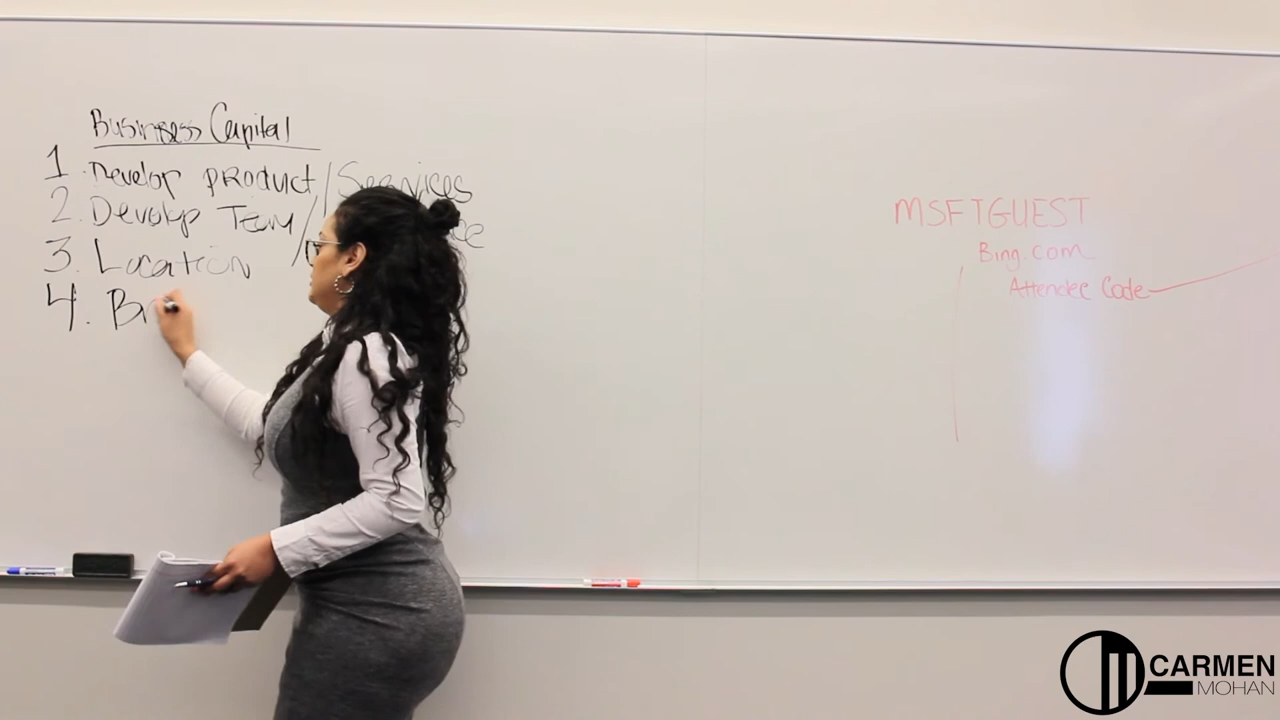 Business Capital
1. Develop product/Services
2. Develop Team/
3. Location
4. Br
MSFTGUEST
Bing.com
Attendee Code
CARMEN
MOHAN